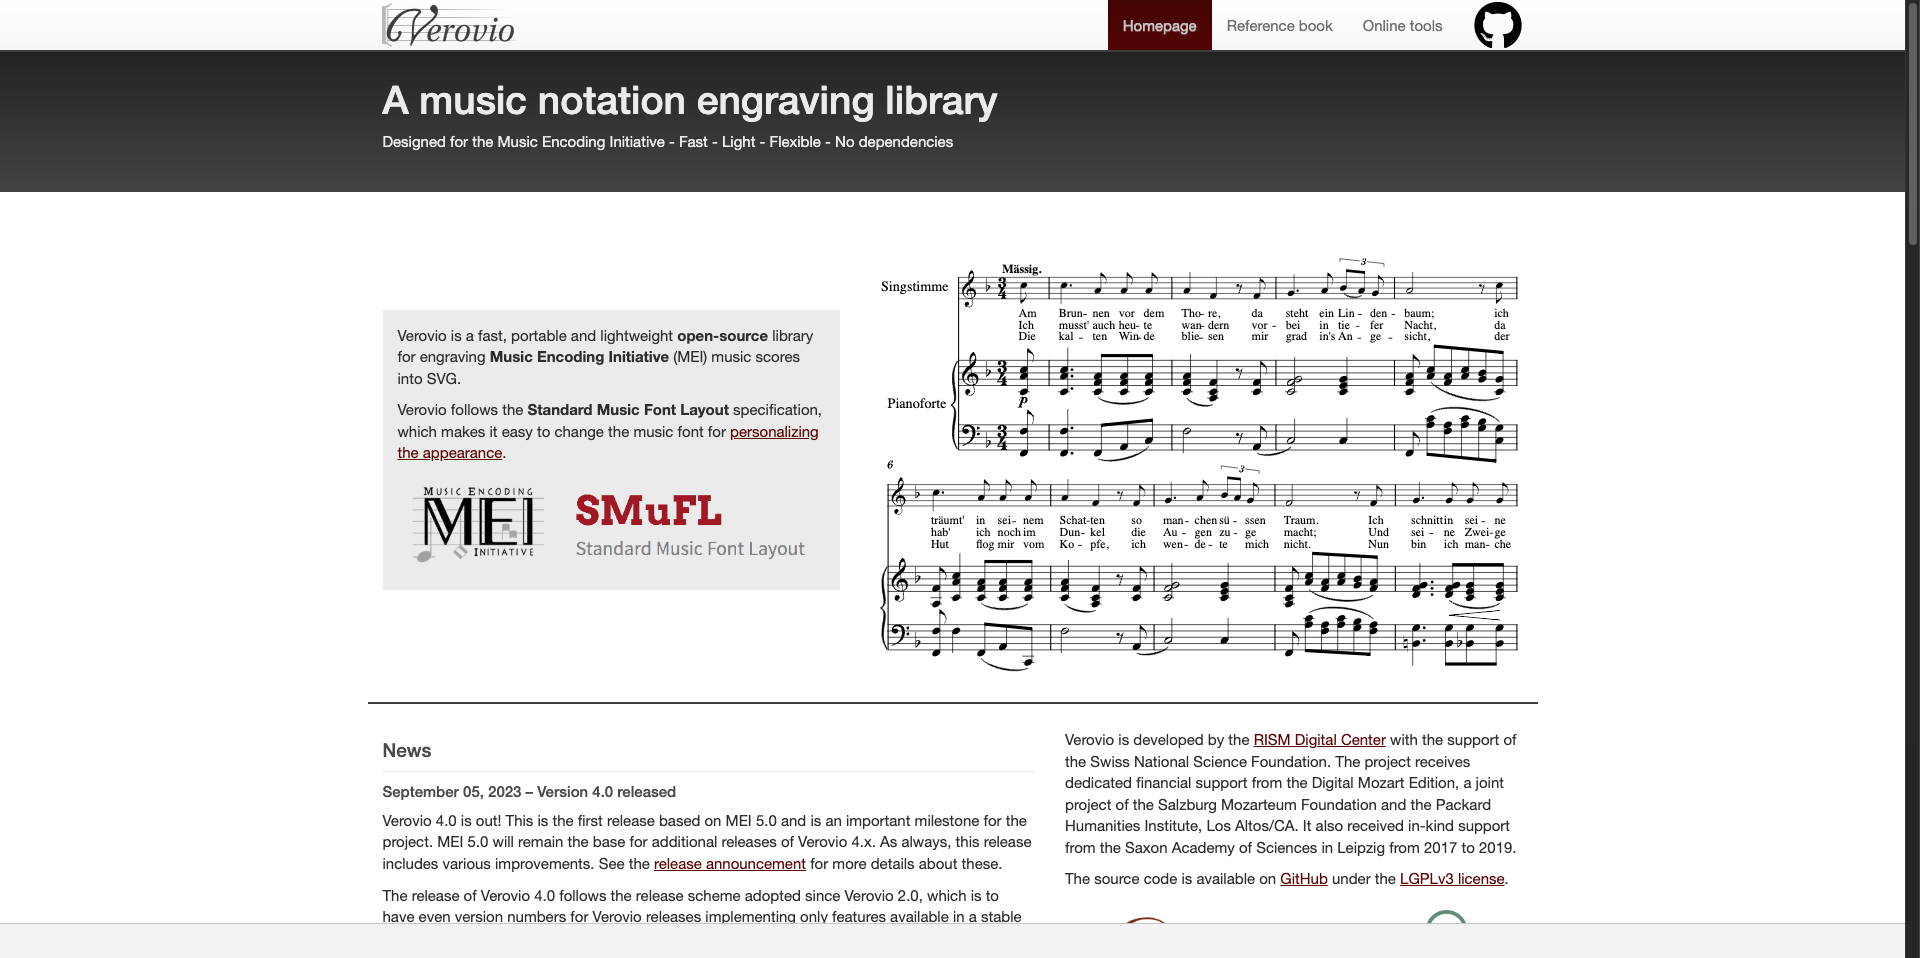 Verovio
Homepage
Reference book
Online tools
A music notation engraving library
Designed for the Music Encoding Initiative - Fast - Light - Flexible - No dependencies
Verovio is a fast, portable and lightweight open-source library
for engraving Music Encoding Initiative (MEI) music scores
into SVG.
Verovio follows the Standard Music Font Layout specification,
which makes it easy to change the music font for personalizing
the appearance.
MUSIC ENCODING
MEI
INITIATIVE
SMuFL
Standard Music Font Layout
Mässig.
3
Singstimme
Am Brun- nen vor dem Tho- re, da steht ein Lin - den - baum; ich
Ich musst' auch heu- te wan- dern vor - bei in tie - fer Nacht, da
Die kal - ten Win- de blie- sen mir grad in's An - ge - sicht, der
Pianoforte
p
6
3
träumt' in sei- nem Schat- ten so man- chen sü - ssen Traum. Ich schnitt in sei - ne
hab' ich noch im Dun- kel die Au - gen zu - ge macht; Und sei - ne Zwei- ge
Hut flog mir vom Ko - pfe, ich wen- de- te mich nicht. Nun bin ich man- che
News
September 05, 2023 – Version 4.0 released
Verovio 4.0 is out! This is the first release based on MEI 5.0 and is an important milestone for the
project. MEI 5.0 will remain the base for additional releases of Verovio 4.x. As always, this release
includes various improvements. See the release announcement for more details about these.
The release of Verovio 4.0 follows the release scheme adopted since Verovio 2.0, which is to
have even version numbers for Verovio releases implementing only features available in a stable
Verovio is developed by the RISM Digital Center with the support of
the Swiss National Science Foundation. The project receives
dedicated financial support from the Digital Mozart Edition, a joint
project of the Salzburg Mozarteum Foundation and the Packard
Humanities Institute, Los Altos/CA. It also received in-kind support
from the Saxon Academy of Sciences in Leipzig from 2017 to 2019.
The source code is available on GitHub under the LGPLv3 license.